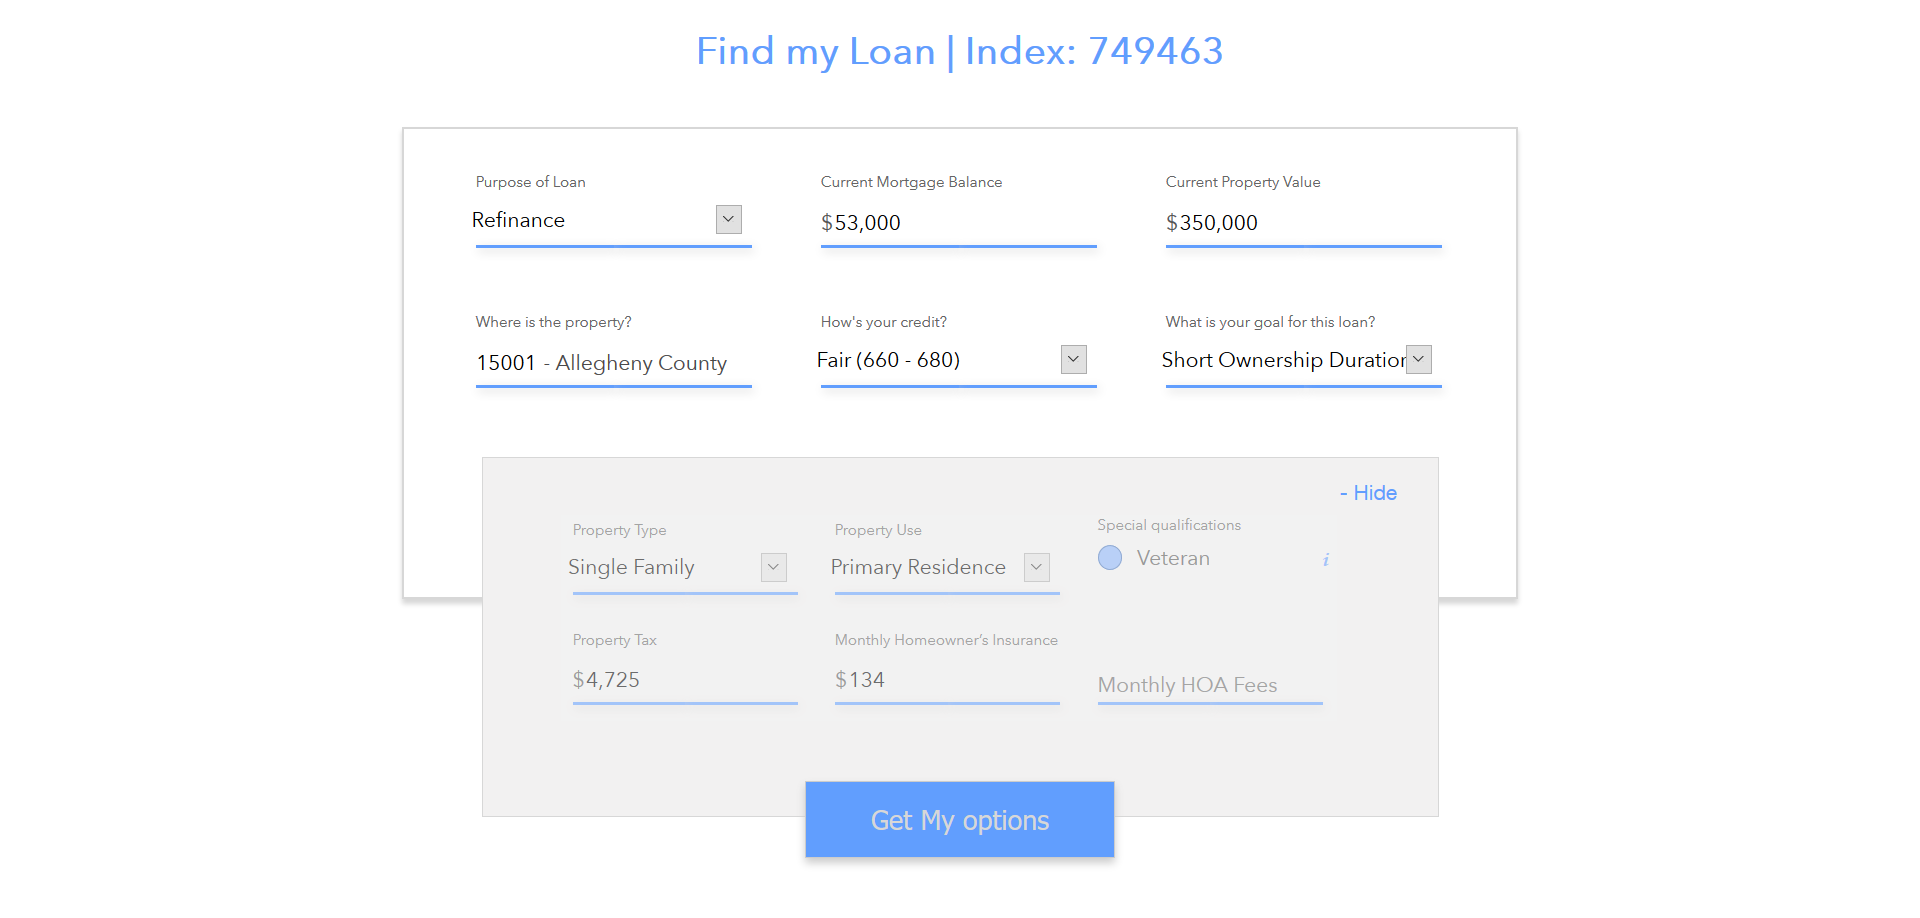 Find my Loan | Index: 749463
Purpose of Loan
Refinance
Current Mortgage Balance
$53,000
Current Property Value
$350,000
Where is the property?
15001 - Allegheny County
How's your credit?
Fair (660 - 680)
What is your goal for this loan?
Short Ownership Duration
- Hide
Property Type
Single Family
Property Use
Primary Residence
Special qualifications
Veteran
i
Property Tax
$4,725
Monthly Homeowner’s Insurance
$134
Monthly HOA Fees
Get My options